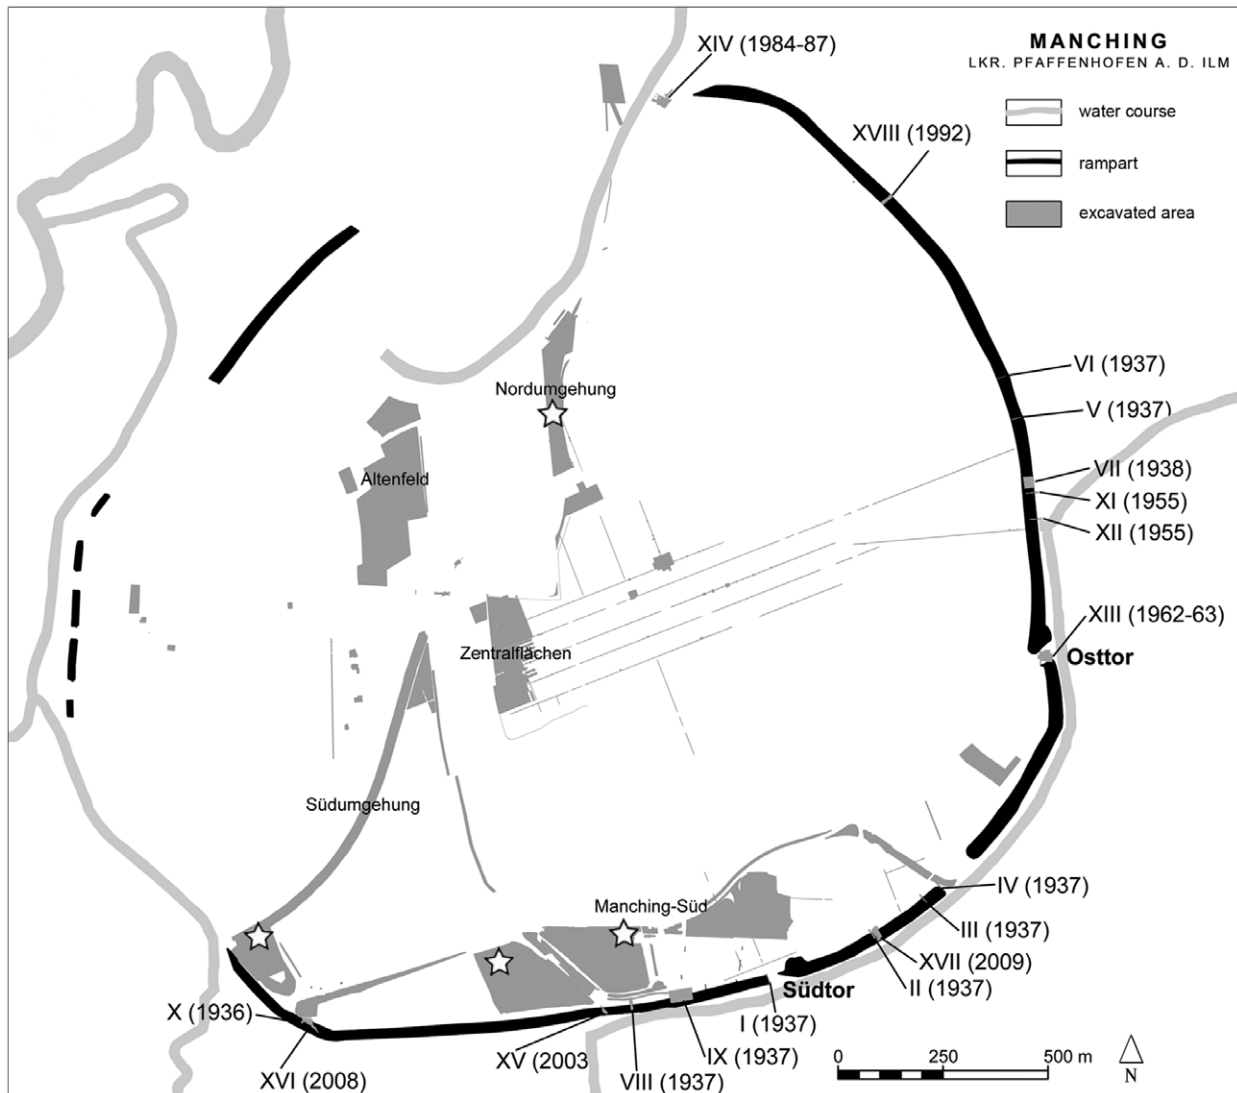 XIV (1984-87)
MANCHING
LKR. PFAFFENHOFEN A. D. ILM
water course
XVIII (1992)
rampart
excavated area
VI (1937)
Nordumgehung
V (1937)
VII (1938)
Altenfeld
XI (1955)
XII (1955)
XIII (1962-63)
Zentralflächen
Osttor
Südumgehung
IV (1937)
Manching-Süd
III (1937)
XVII (2009)
Südtor
II (1937)
X (1936)
I (1937)
XV (2003)
IX (1937)
0 250 500 m
XVI (2008)
VIII (1937)
N